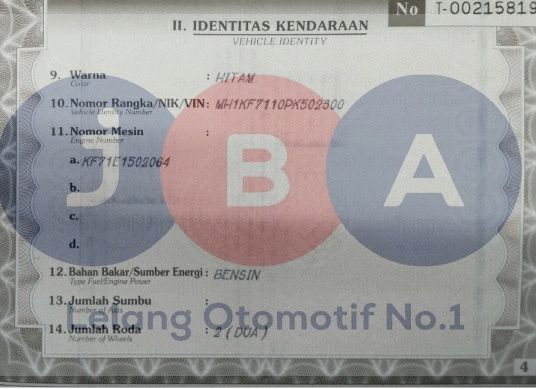 No T-00215819
II. IDENTITAS KENDARAAN
VEHICLE IDENTITY
9. Warna : HITAM
Color
10. Nomor Rangka/NIK/VIN: MH1KF7110PK502300
Vehicle Identity Number
11. Nomor Mesin :
Engine Number
a. KF71E1502064
b.
c.
d.
jBA
12. Bahan Bakar/Sumber Energi : BENSIN
Type Fuel/Engine Power
13. Jumlah Sumbu :
Number of Axis
Lelang Otomotif No.1
14. Jumlah Roda : 2 (DUA)
Number of Wheels
4